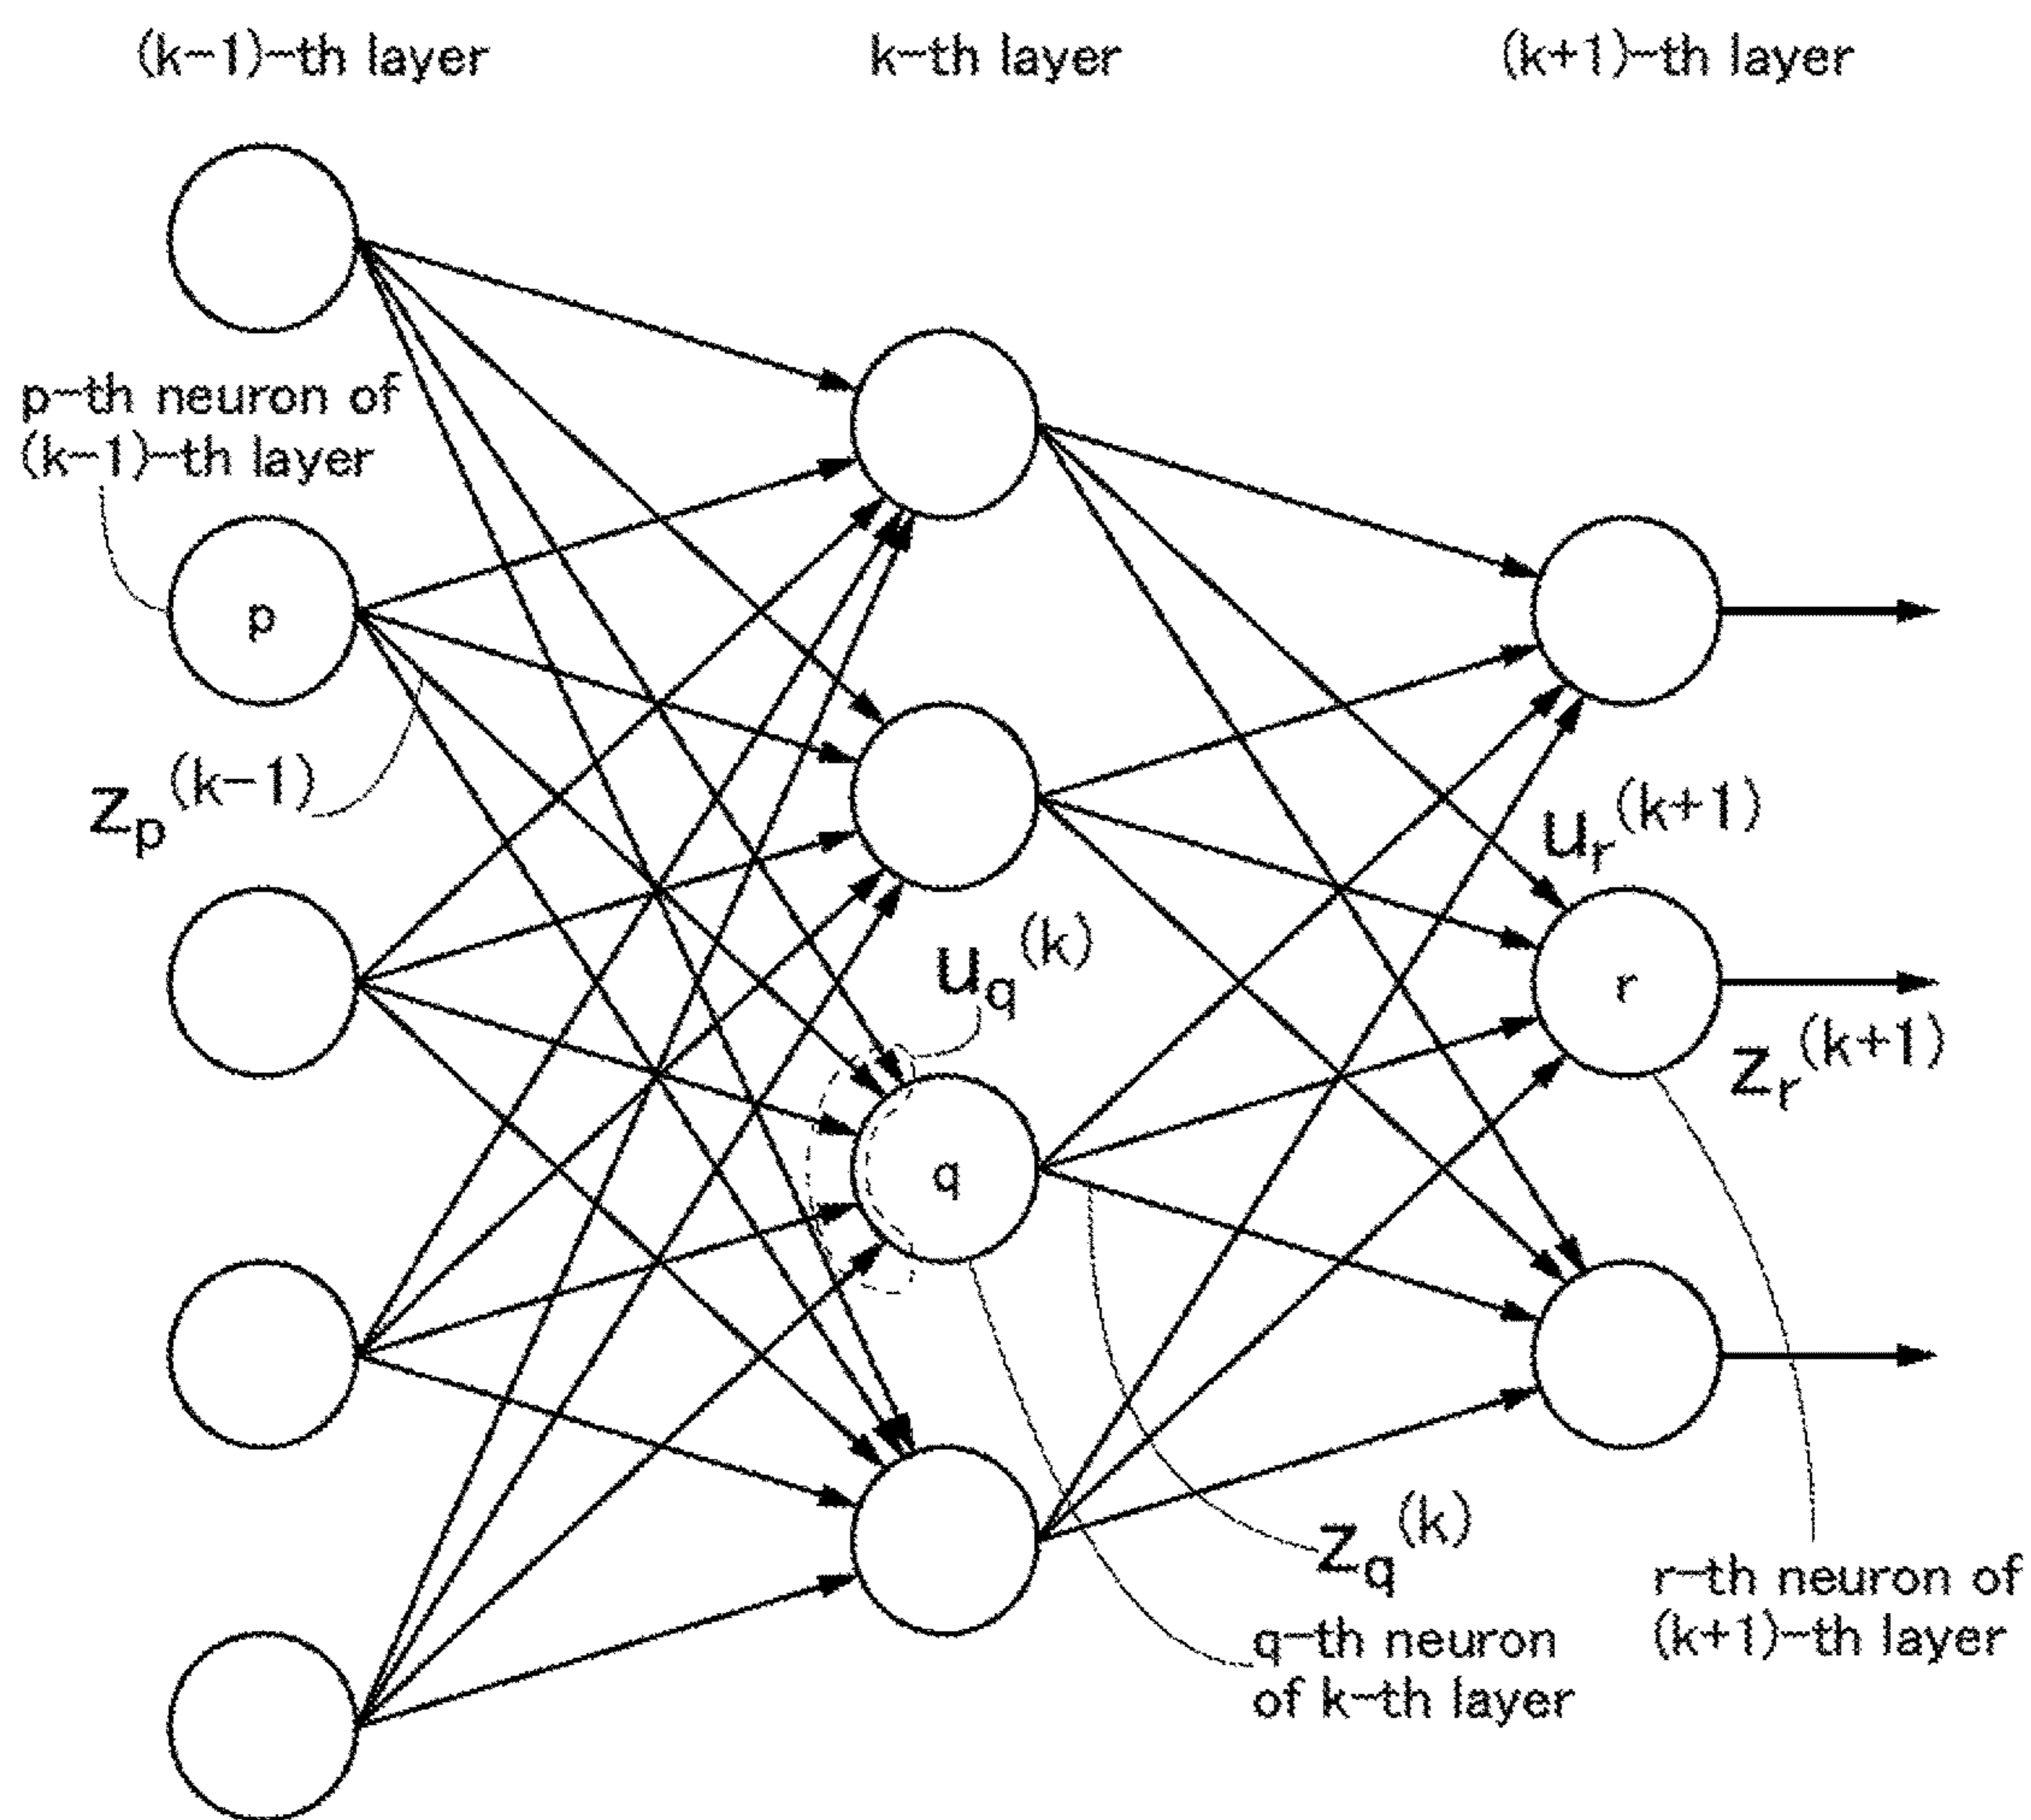 (k-1)-th layer
k-th layer
(k+1)-th layer
p-th neuron of
(k-1)-th layer
p
zp(k-1)
ur(k+1)
uq(k)
r
zr(k+1)
q
zq(k)
r-th neuron of
(k+1)-th layer
q-th neuron
of k-th layer